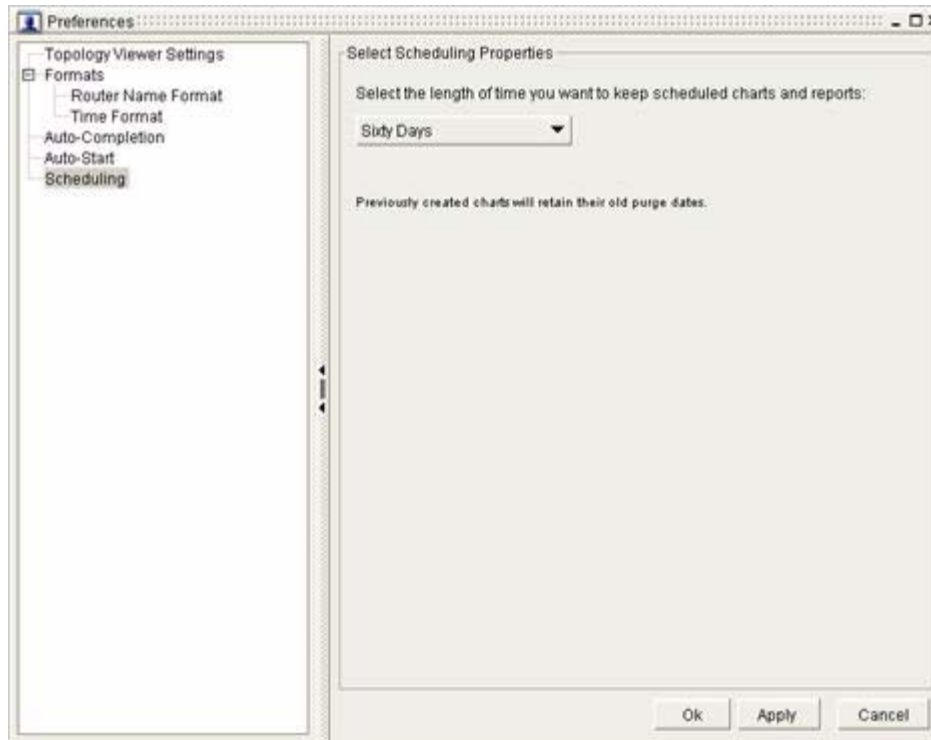 Preferences
Topology Viewer Settings
Formats
Router Name Format
Time Format
Auto-Completion
Auto-Start
Scheduling
Select Scheduling Properties
Select the length of time you want to keep scheduled charts and reports:
Sixty Days
Previously created charts will retain their old purge dates.
Ok
Apply
Cancel